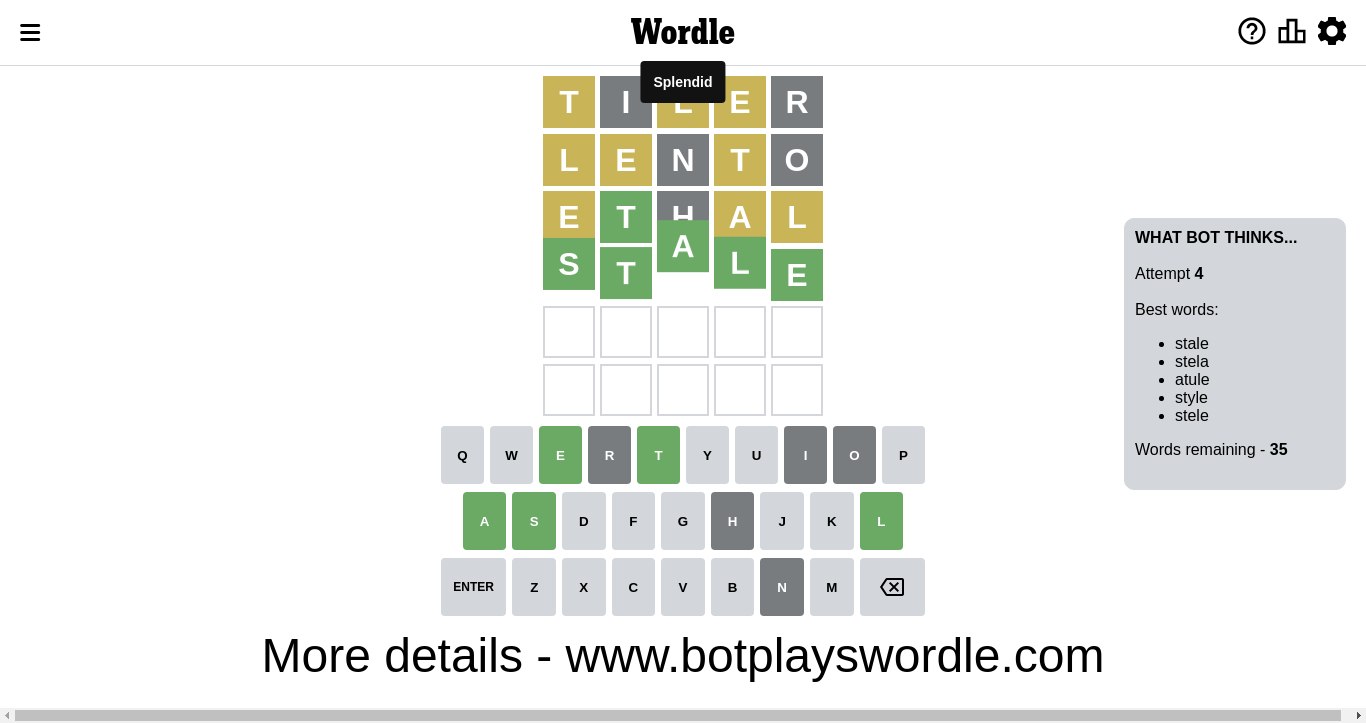 Wordle
Splendid
T I L E R
L E N T O
E T H A L
S T A L E
WHAT BOT THINKS...
Attempt 4
Best words:
stale
stela
atule
style
stele
Words remaining - 35
Q W E R T Y U I O P
A S D F G H J K L
ENTER Z X C V B N M
More details - www.botplayswordle.com